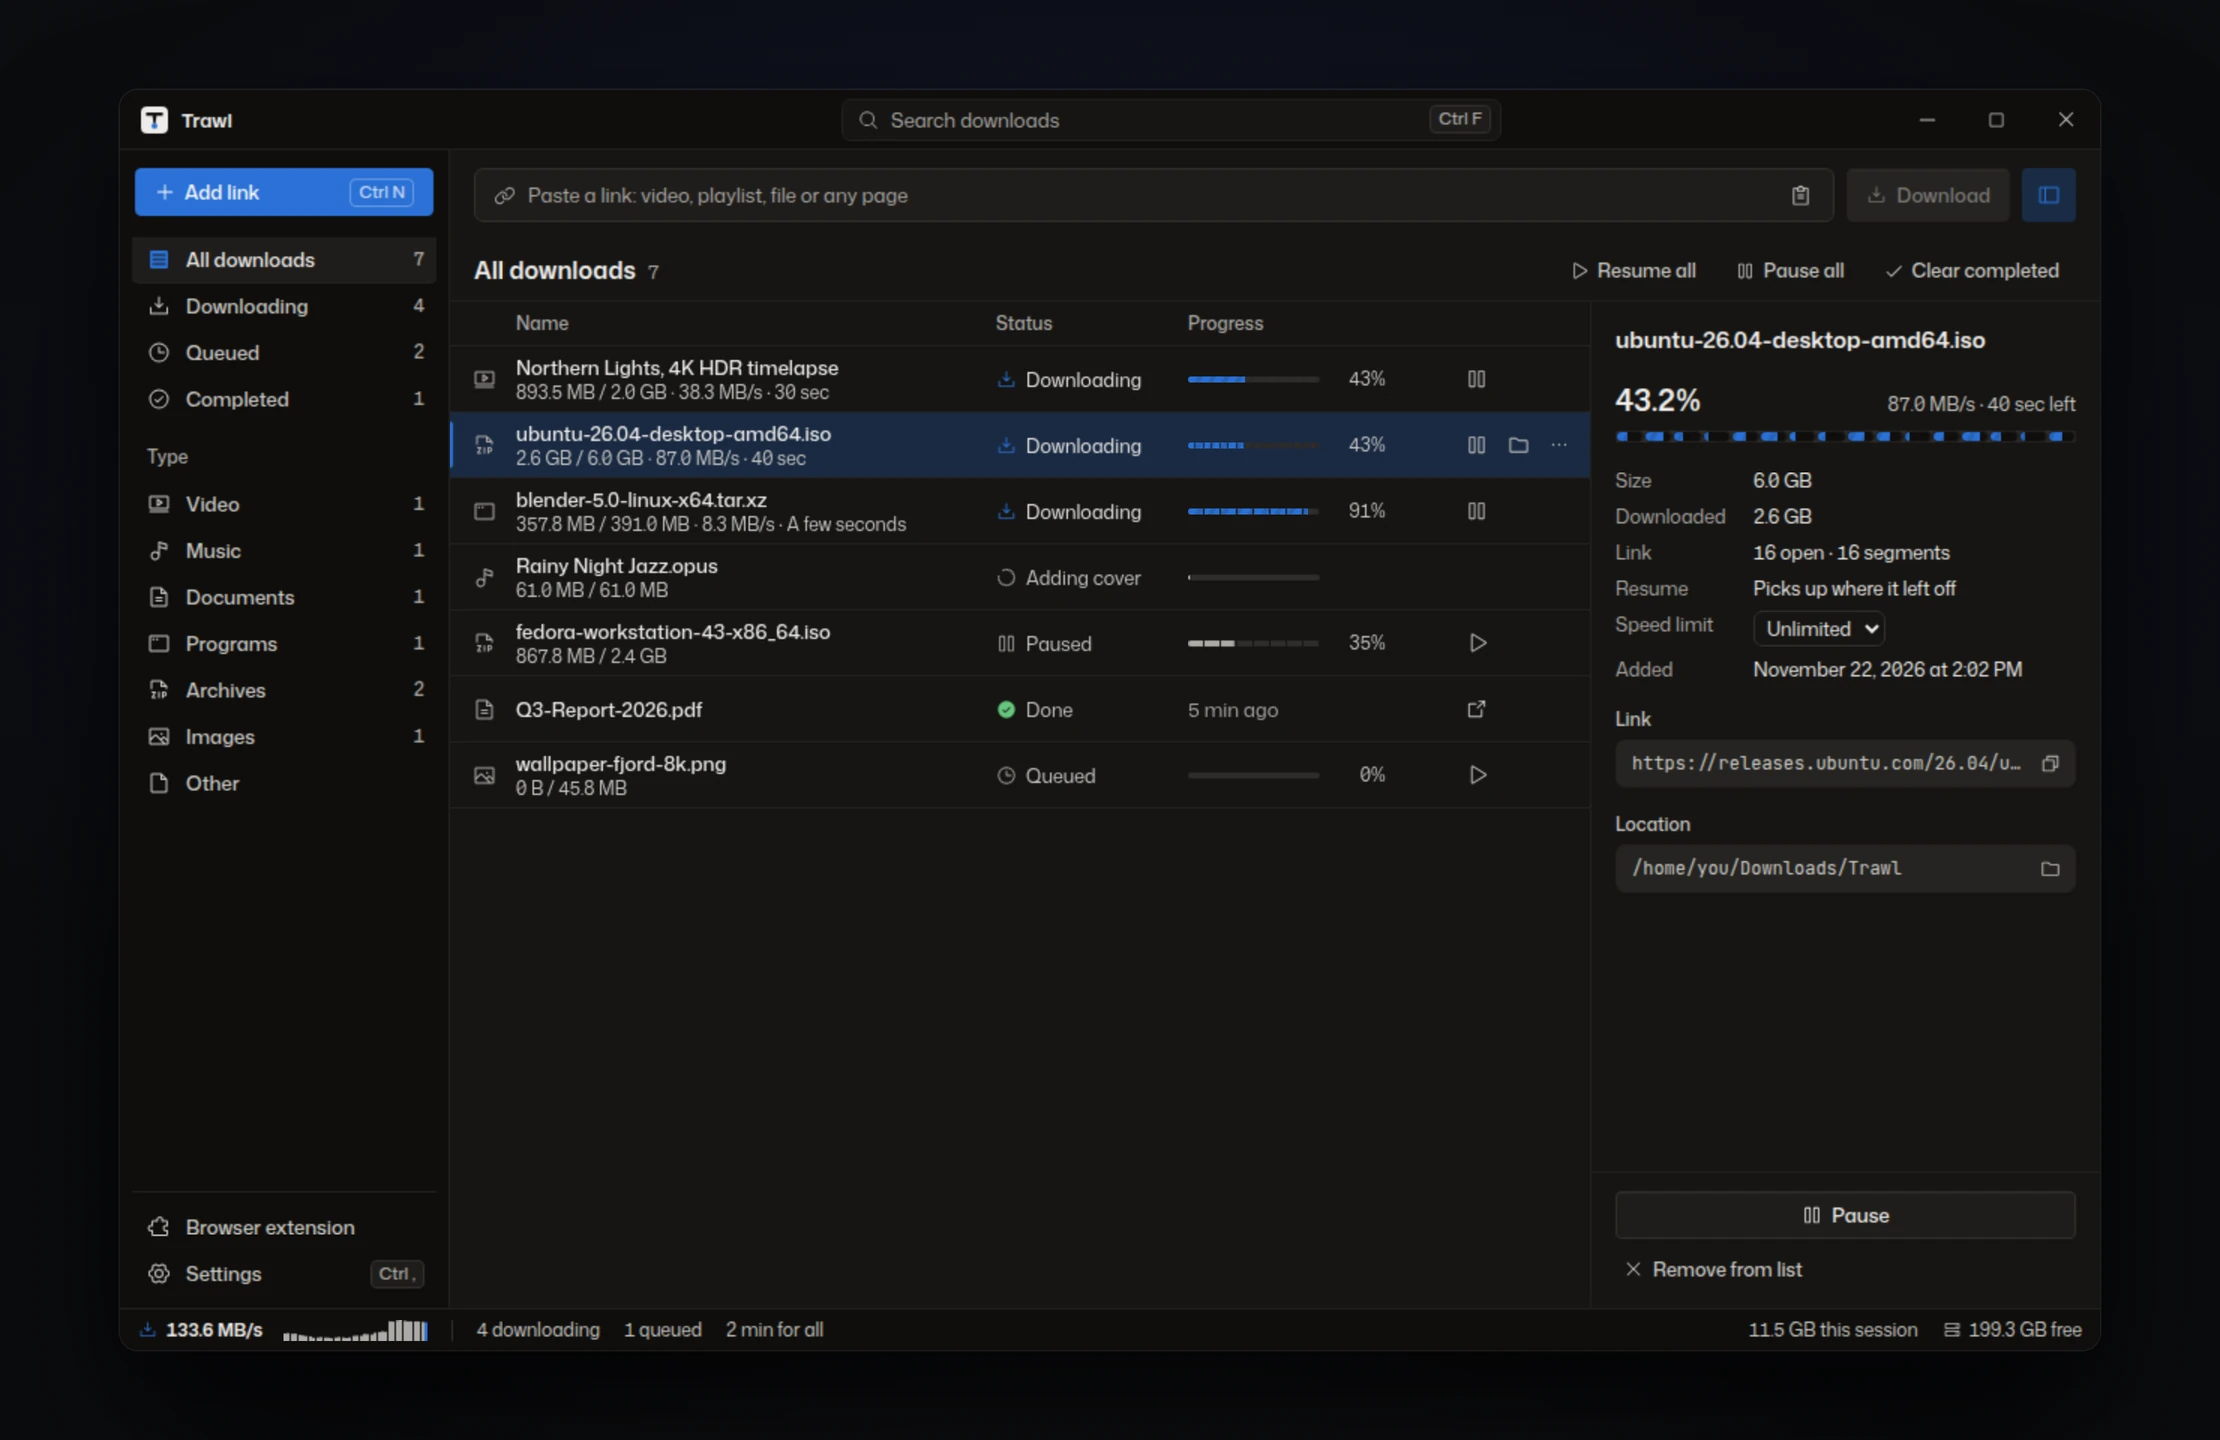 Trawl
Search downloads
Ctrl F
Add link
Ctrl N
Paste a link: video, playlist, file or any page
Download
All downloads 7
Downloading 4
Queued 2
Completed 1
Type
Video 1
Music 1
Documents 1
Programs 1
Archives 2
Images 1
Other
Browser extension
Settings
Ctrl ,
All downloads 7
Resume all
Pause all
Clear completed
Name
Status
Progress
Northern Lights, 4K HDR timelapse
893.5 MB / 2.0 GB · 38.3 MB/s · 30 sec
Downloading
43%
ZIP
ubuntu-26.04-desktop-amd64.iso
2.6 GB / 6.0 GB · 87.0 MB/s · 40 sec
Downloading
43%
blender-5.0-linux-x64.tar.xz
357.8 MB / 391.0 MB · 8.3 MB/s · A few seconds
Downloading
91%
Rainy Night Jazz.opus
61.0 MB / 61.0 MB
Adding cover
ZIP
fedora-workstation-43-x86_64.iso
867.8 MB / 2.4 GB
Paused
35%
Q3-Report-2026.pdf
Done
5 min ago
wallpaper-fjord-8k.png
0 B / 45.8 MB
Queued
0%
ubuntu-26.04-desktop-amd64.iso
43.2%
87.0 MB/s · 40 sec left
Size 6.0 GB
Downloaded 2.6 GB
Link 16 open · 16 segments
Resume Picks up where it left off
Speed limit Unlimited
Added November 22, 2026 at 2:02 PM
Link
https://releases.ubuntu.com/26.04/u…
Location
/home/you/Downloads/Trawl
Pause
Remove from list
133.6 MB/s
4 downloading
1 queued
2 min for all
11.5 GB this session
199.3 GB free